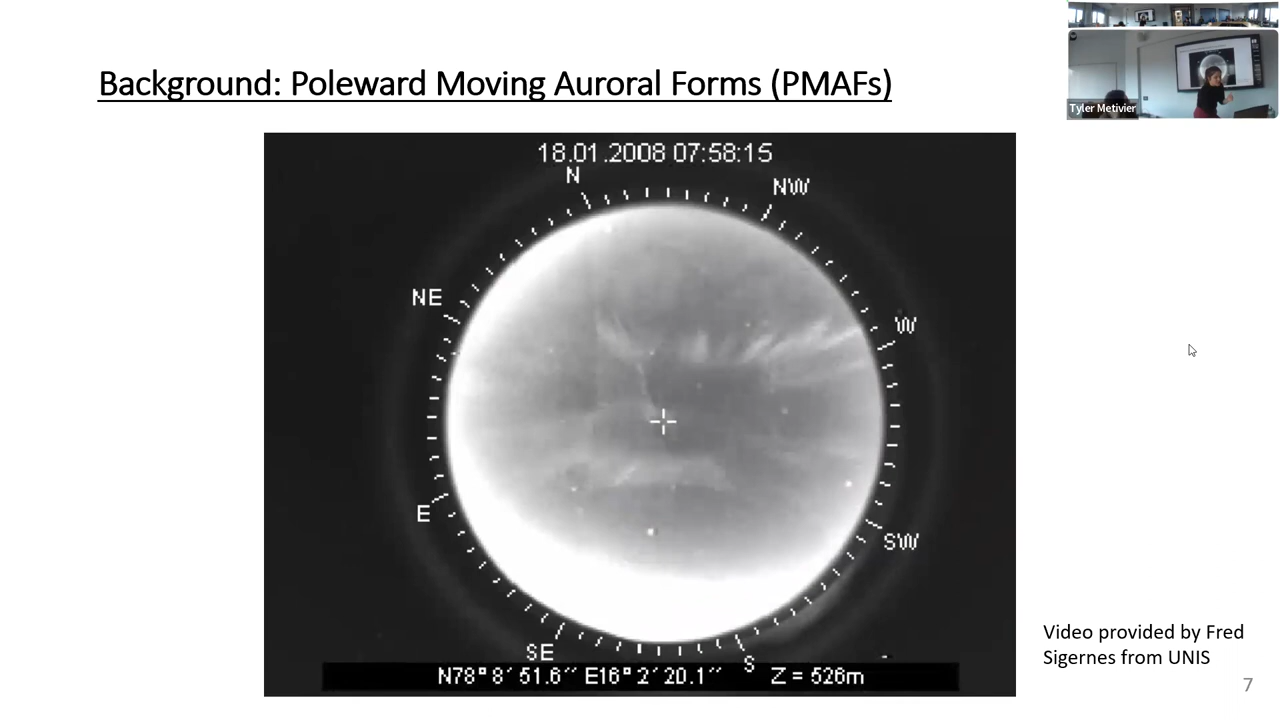 Background: Poleward Moving Auroral Forms (PMAFs)
Tyler Metivier
18.01.2008 07:58:15
N
NW
NE
W
E
SW
SE
S
N78° 8´ 51.6´´ E16° 2´ 20.1´´ Z = 526m
Video provided by Fred
Sigernes from UNIS
7